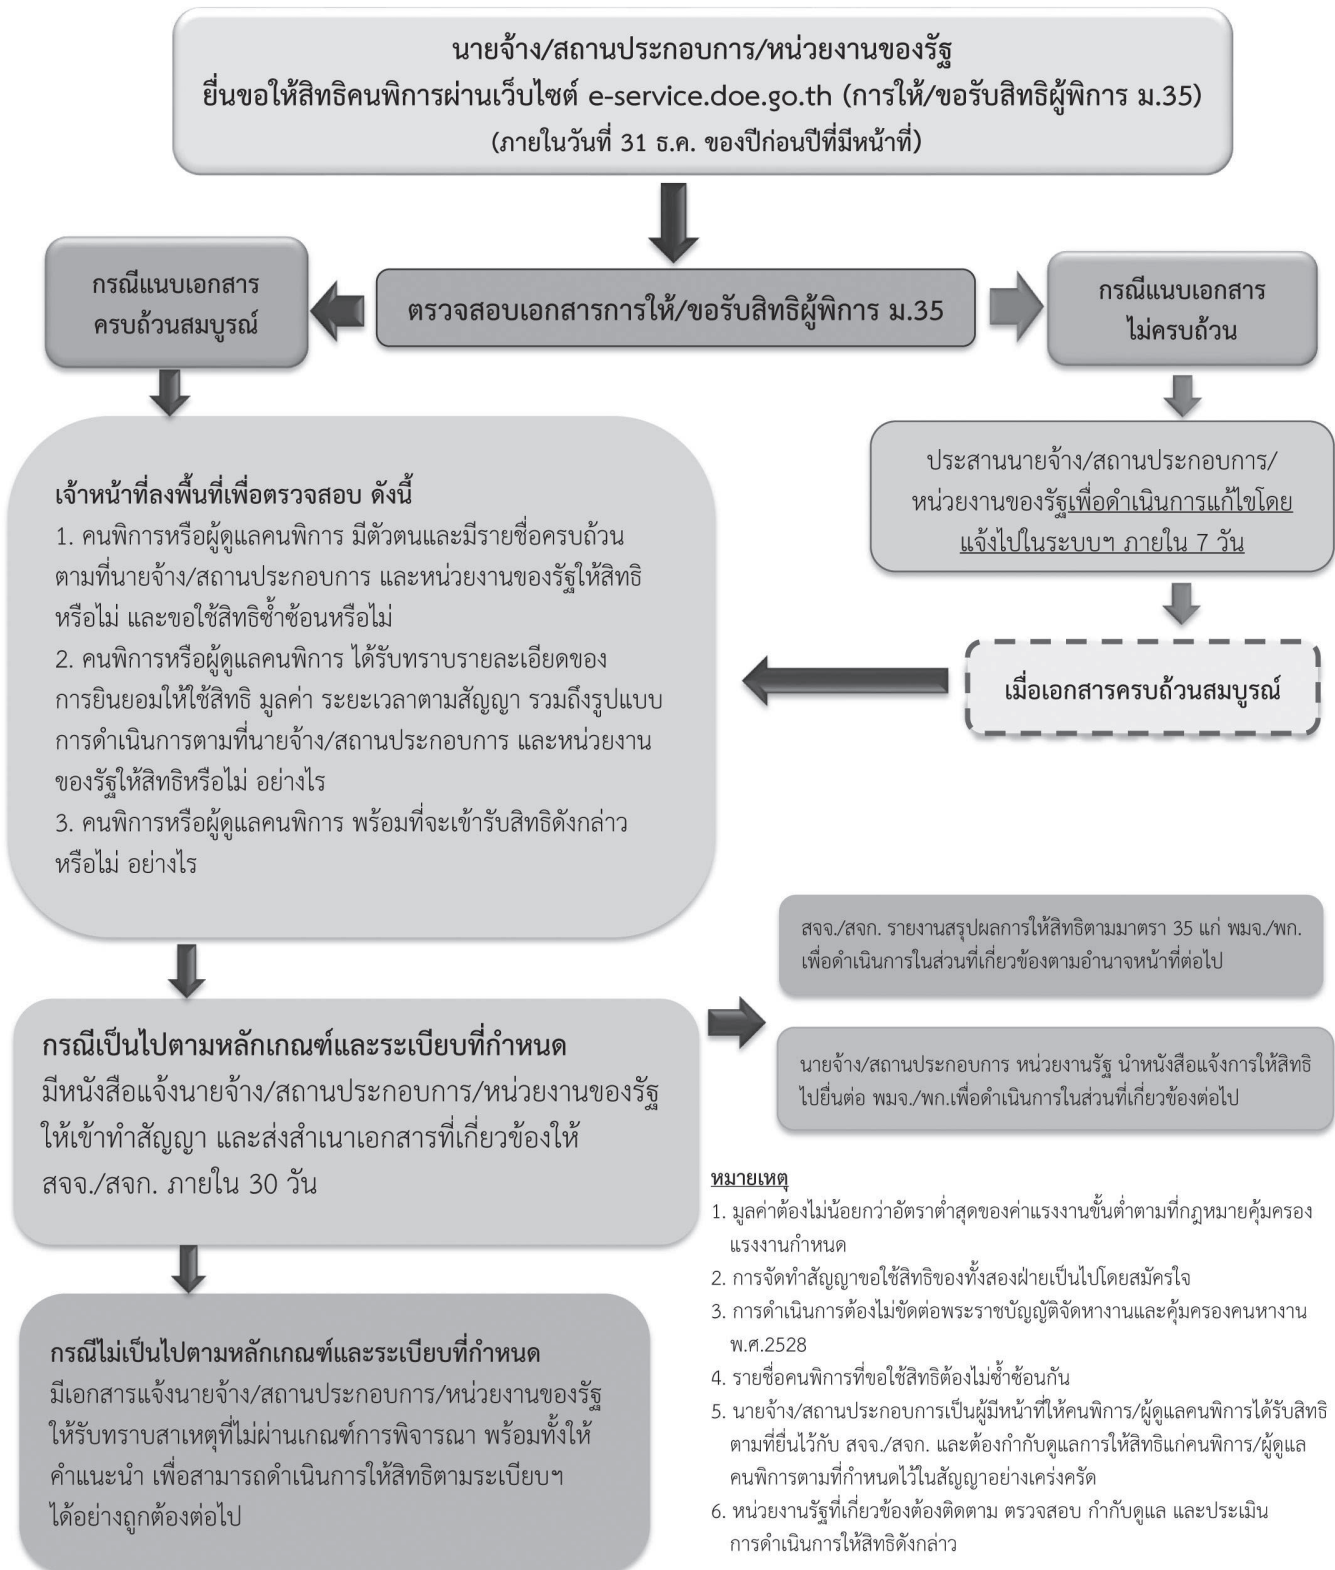 นายจ้าง/สถานประกอบการ/หน่วยงานของรัฐ
ยื่นขอให้สิทธิคนพิการผ่านเว็บไซต์ e-service.doe.go.th (การให้/ขอรับสิทธิผู้พิการ ม.35)
(ภายในวันที่ 31 ธ.ค. ของปีก่อนปีที่มีหน้าที่)
กรณีแนบเอกสาร
ครบถ้วนสมบูรณ์
ตรวจสอบเอกสารการให้/ขอรับสิทธิผู้พิการ ม.35
กรณีแนบเอกสาร
ไม่ครบถ้วน
ประสานนายจ้าง/สถานประกอบการ/
หน่วยงานของรัฐเพื่อดำเนินการแก้ไขโดย
แจ้งไปในระบบฯ ภายใน 7 วัน
เมื่อเอกสารครบถ้วนสมบูรณ์
เจ้าหน้าที่ลงพื้นที่เพื่อตรวจสอบ ดังนี้
1. คนพิการหรือผู้ดูแลคนพิการ มีตัวตนและมีรายชื่อครบถ้วน
ตามที่นายจ้าง/สถานประกอบการ และหน่วยงานของรัฐให้สิทธิ
หรือไม่ และขอใช้สิทธิซ้ำซ้อนหรือไม่
2. คนพิการหรือผู้ดูแลคนพิการ ได้รับทราบรายละเอียดของ
การยินยอมให้ใช้สิทธิ มูลค่า ระยะเวลาตามสัญญา รวมถึงรูปแบบ
การดำเนินการตามที่นายจ้าง/สถานประกอบการ และหน่วยงาน
ของรัฐให้สิทธิหรือไม่ อย่างไร
3. คนพิการหรือผู้ดูแลคนพิการ พร้อมที่จะเข้ารับสิทธิดังกล่าว
หรือไม่ อย่างไร
สจจ./สจก. รายงานสรุปผลการให้สิทธิตามมาตรา 35 แก่ พมจ./พก.
เพื่อดำเนินการในส่วนที่เกี่ยวข้องตามอำนาจหน้าที่ต่อไป
นายจ้าง/สถานประกอบการ หน่วยงานรัฐ นำหนังสือแจ้งการให้สิทธิ
ไปยื่นต่อ พมจ./พก.เพื่อดำเนินการในส่วนที่เกี่ยวข้องต่อไป
กรณีเป็นไปตามหลักเกณฑ์และระเบียบที่กำหนด
มีหนังสือแจ้งนายจ้าง/สถานประกอบการ/หน่วยงานของรัฐ
ให้เข้าทำสัญญา และส่งสำเนาเอกสารที่เกี่ยวข้องให้
สจจ./สจก. ภายใน 30 วัน
กรณีไม่เป็นไปตามหลักเกณฑ์และระเบียบที่กำหนด
มีเอกสารแจ้งนายจ้าง/สถานประกอบการ/หน่วยงานของรัฐ
ให้รับทราบสาเหตุที่ไม่ผ่านเกณฑ์การพิจารณา พร้อมทั้งให้
คำแนะนำ เพื่อสามารถดำเนินการให้สิทธิตามระเบียบฯ
ได้อย่างถูกต้องต่อไป
หมายเหตุ
1. มูลค่าต้องไม่น้อยกว่าอัตราต่ำสุดของค่าแรงงานขั้นต่ำตามที่กฎหมายคุ้มครอง
แรงงานกำหนด
2. การจัดทำสัญญาขอใช้สิทธิของทั้งสองฝ่ายเป็นไปโดยสมัครใจ
3. การดำเนินการต้องไม่ขัดต่อพระราชบัญญัติจัดหางานและคุ้มครองคนหางาน
พ.ศ.2528
4. รายชื่อคนพิการที่ขอใช้สิทธิต้องไม่ซ้ำซ้อนกัน
5. นายจ้าง/สถานประกอบการเป็นผู้มีหน้าที่ให้คนพิการ/ผู้ดูแลคนพิการได้รับสิทธิ
ตามที่ยื่นไว้กับ สจจ./สจก. และต้องกำกับดูแลการให้สิทธิแก่คนพิการ/ผู้ดูแล
คนพิการตามที่กำหนดไว้ในสัญญาอย่างเคร่งครัด
6. หน่วยงานรัฐที่เกี่ยวข้องต้องติดตาม ตรวจสอบ กำกับดูแล และประเมิน
การดำเนินการให้สิทธิดังกล่าว